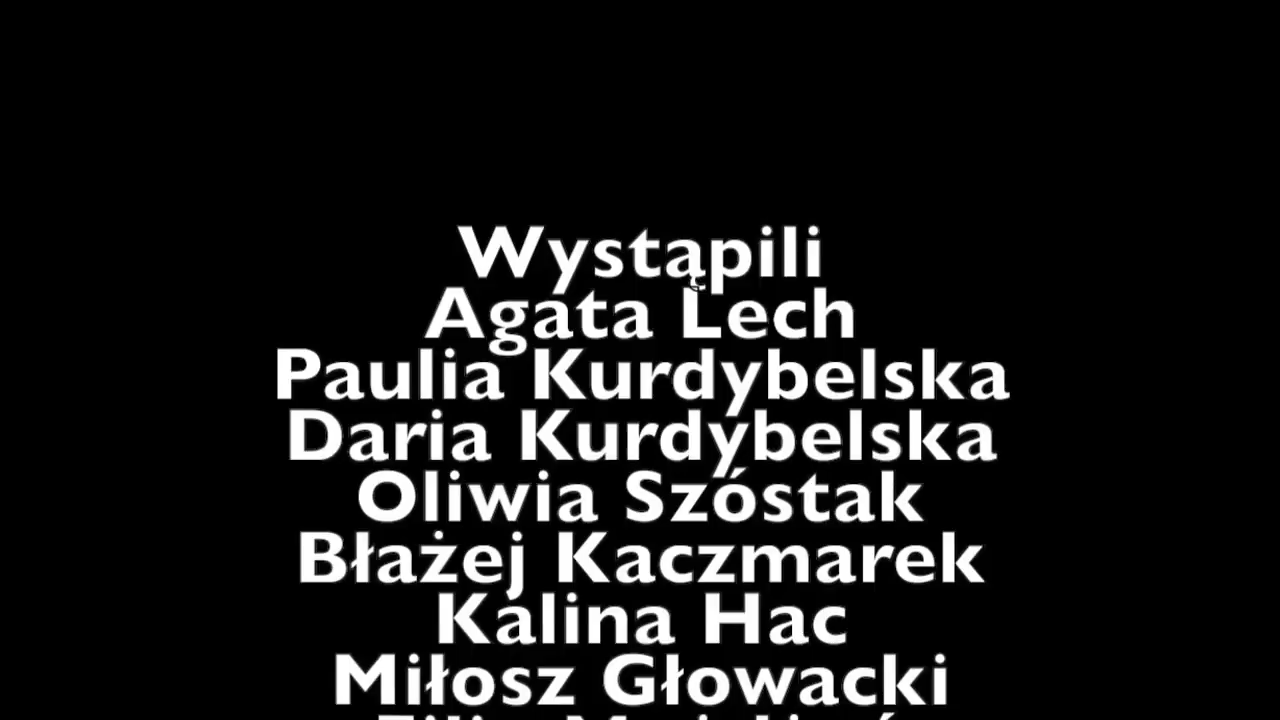 Wystąpili
Agata Lech
Paulia Kurdybelska
Daria Kurdybelska
Oliwia Szóstak
Błażej Kaczmarek
Kalina Hac
Miłosz Głowacki